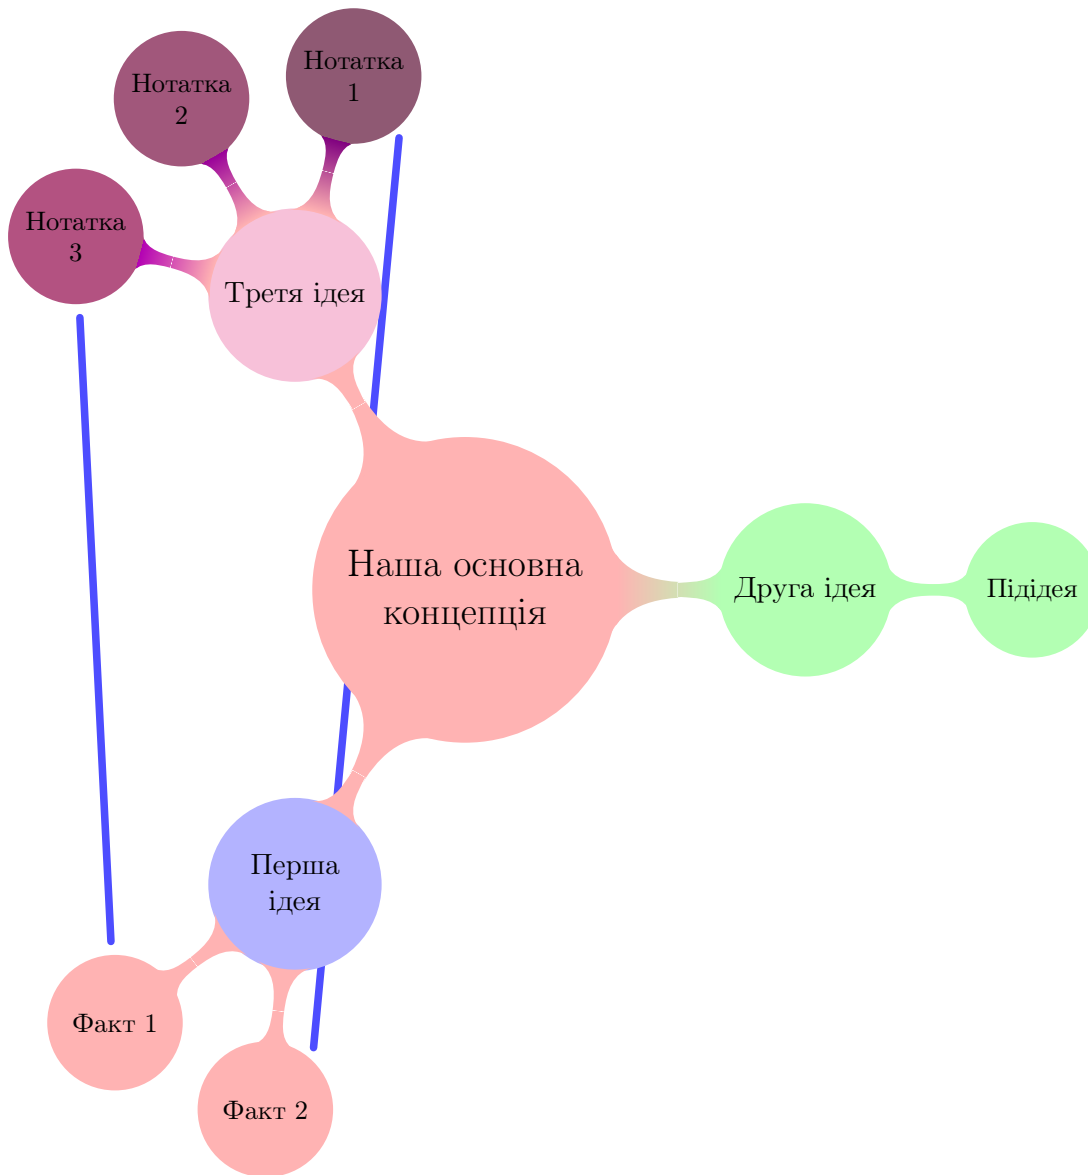 Нотатка
1
Нотатка
2
Нотатка
3
Третя ідея
Наша основна
концепція
Друга ідея
Підідея
Перша
ідея
Факт 1
Факт 2